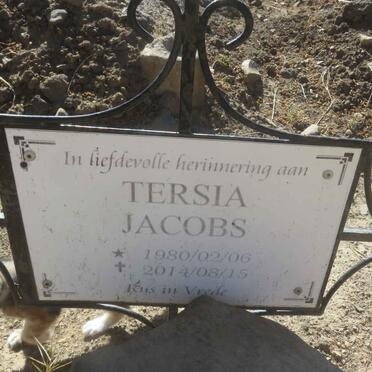 In liefdevolle herinnering aan
TERSIA
JACOBS
★ 1980/02/06
✝ 2014/08/15
Rus in Vrede